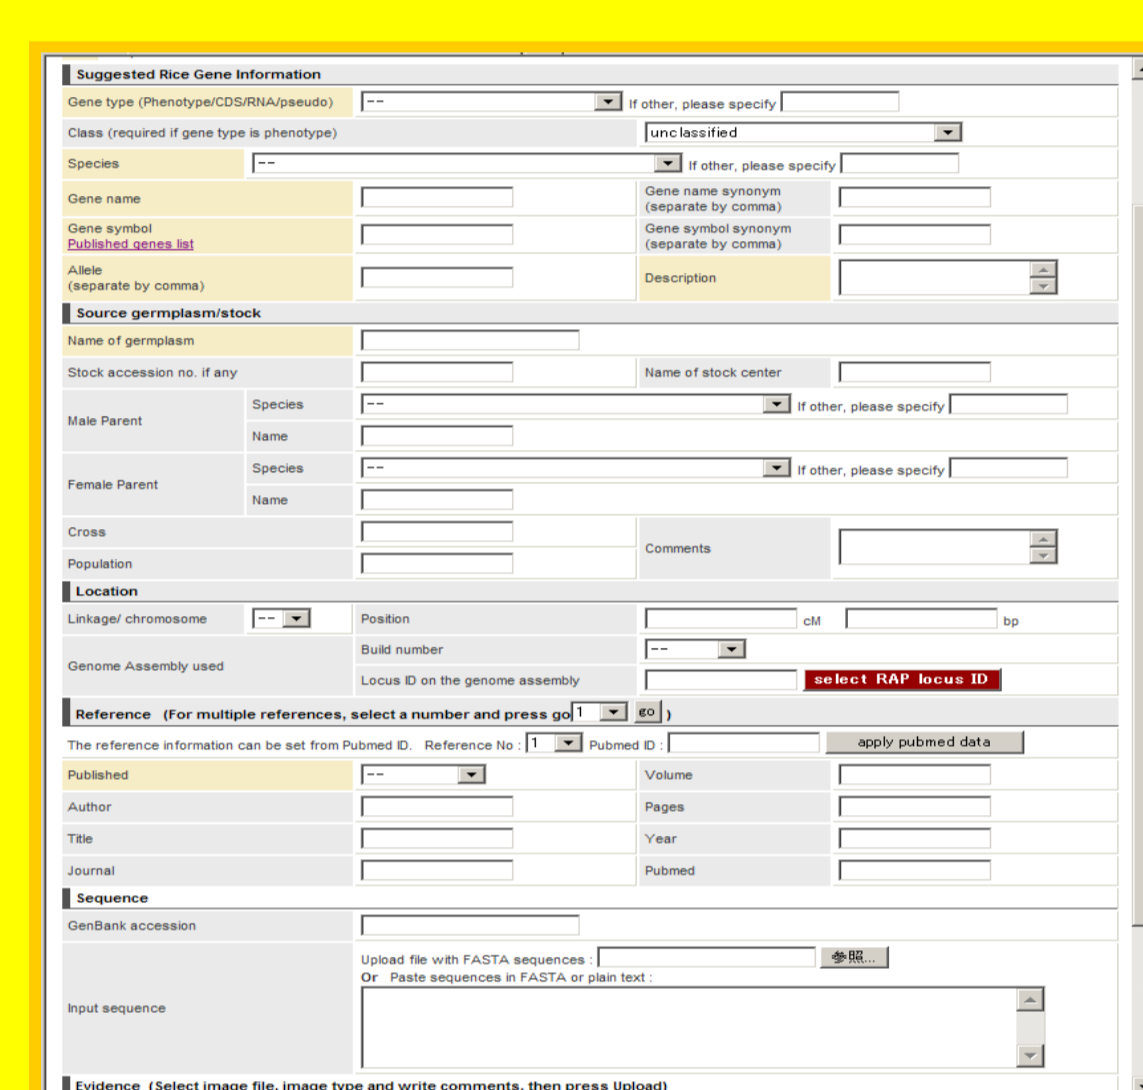 Suggested Rice Gene Information
Gene type (Phenotype/CDS/RNA/pseudo) -- If other, please specify
Class (required if gene type is phenotype) unclassified
Species -- If other, please specify
Gene name Gene name synonym
(separate by comma)
Gene symbol Gene symbol synonym
Published genes list (separate by comma)
Allele
(separate by comma) Description
Source germplasm/stock
Name of germplasm
Stock accession no. if any Name of stock center
Male Parent Species -- If other, please specify
Name
Female Parent Species -- If other, please specify
Name
Cross
Comments
Population
Location
Linkage/ chromosome -- Position cM bp
Genome Assembly used Build number --
Locus ID on the genome assembly select RAP locus ID
Reference (For multiple references, select a number and press go 1 go )
The reference information can be set from Pubmed ID. Reference No : 1 Pubmed ID : apply pubmed data
Published -- Volume
Author Pages
Title Year
Journal Pubmed
Sequence
GenBank accession
Upload file with FASTA sequences : 参照...
Or Paste sequences in FASTA or plain text :
Input sequence
Evidence (Select image file, image type and write comments, then press Upload)